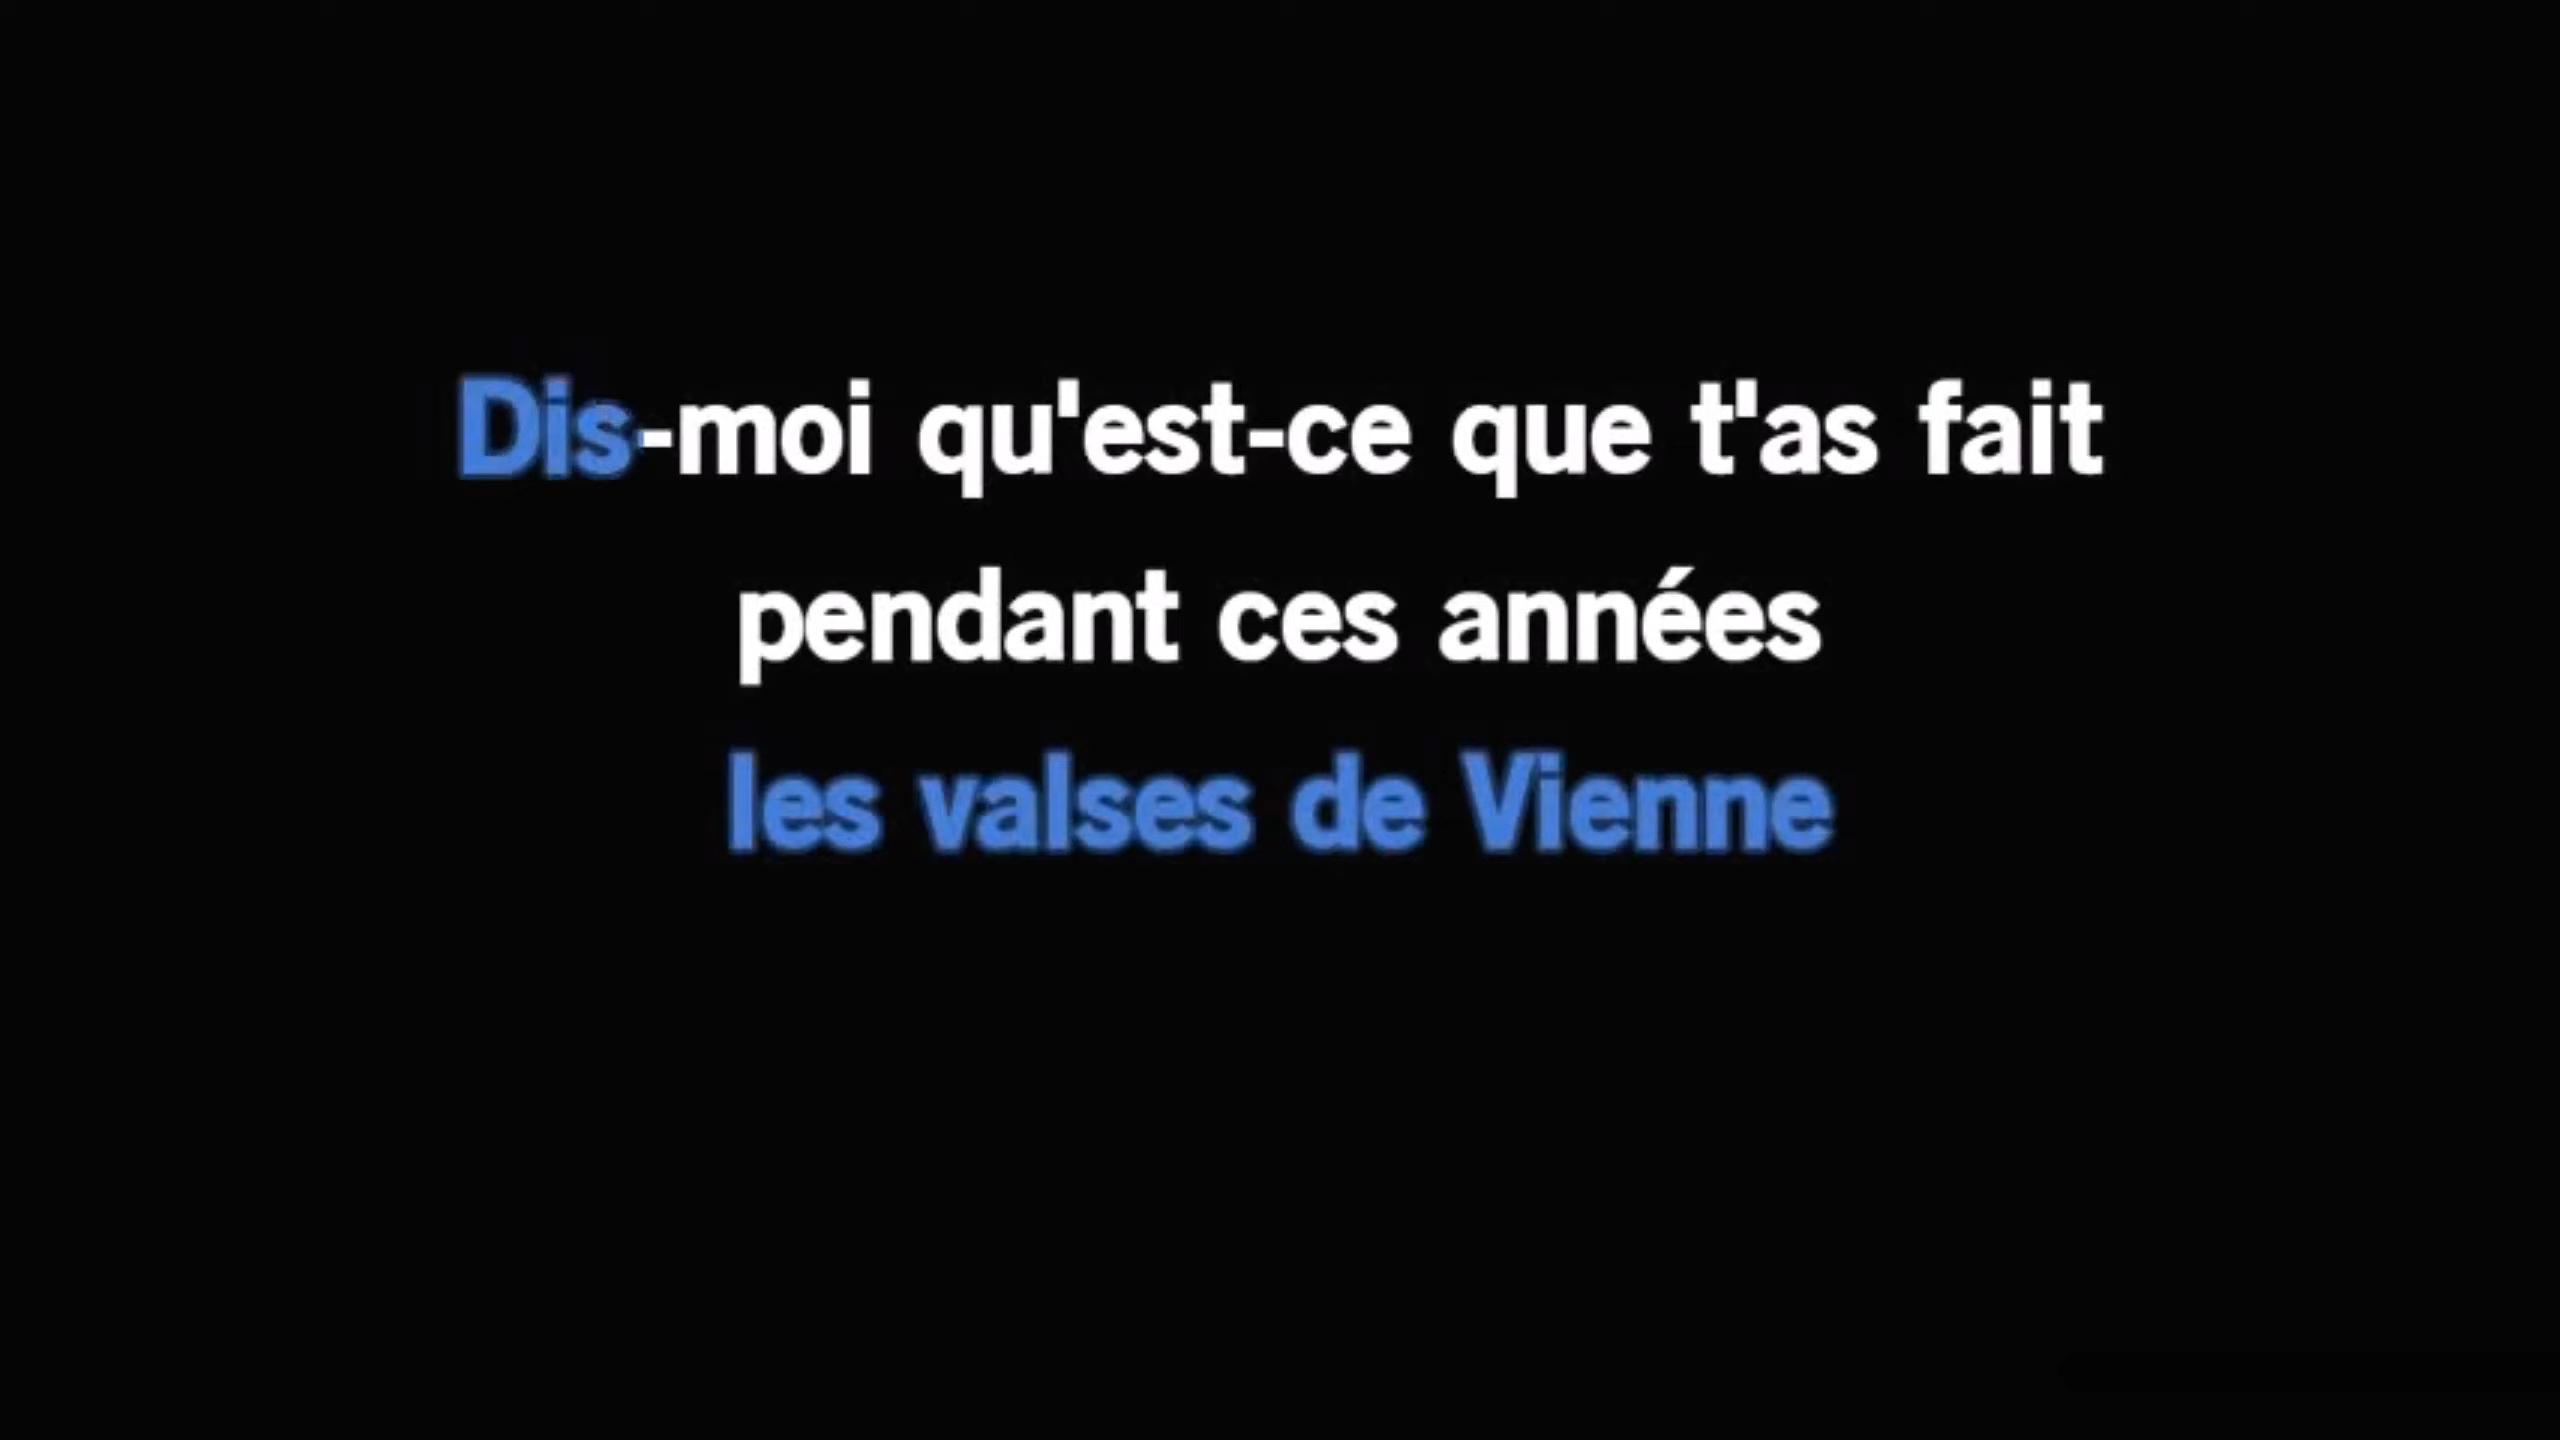 Dis-moi qu'est-ce que t'as fait
pendant ces années
les valses de Vienne